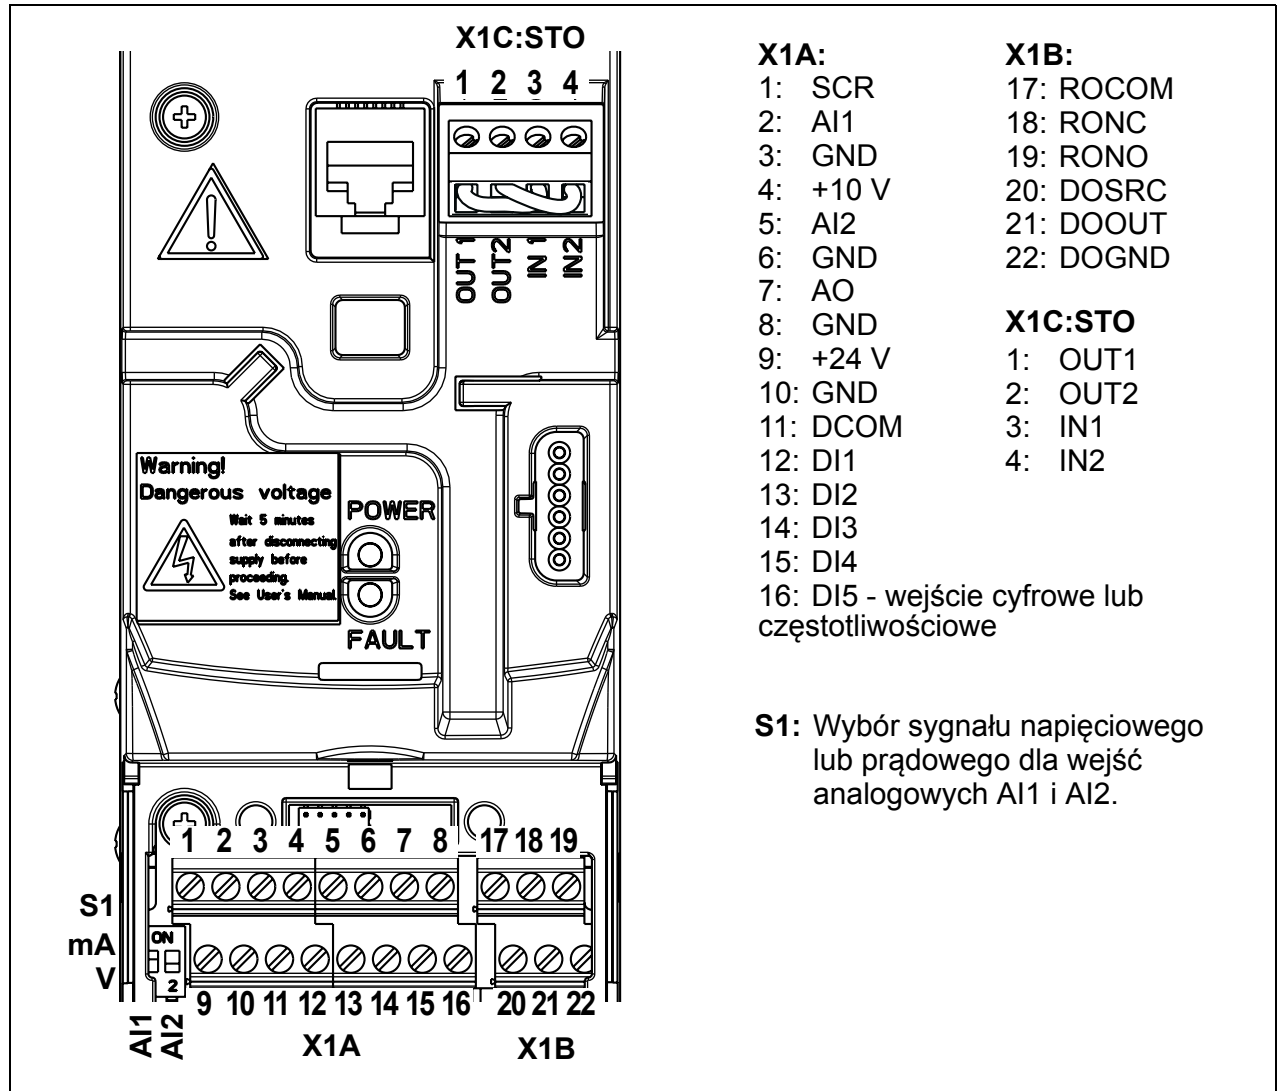 X1C:STO
1 2 3 4
OUT 1
OUT2
IN 1
IN2
Warning!
Dangerous voltage
Wait 5 minutes
after disconnecting
supply before
proceeding.
See User's Manual.
POWER
FAULT
1 2 3 4 5 6 7 8 17 18 19
S1
mA
V
ON
2
9 10 11 12 13 14 15 16 20 21 22
AI1
AI2
X1A
X1B
X1A:
1: SCR
2: AI1
3: GND
4: +10 V
5: AI2
6: GND
7: AO
8: GND
9: +24 V
10: GND
11: DCOM
12: DI1
13: DI2
14: DI3
15: DI4
16: DI5 - wejście cyfrowe lub
częstotliwościowe
X1B:
17: ROCOM
18: RONC
19: RONO
20: DOSRC
21: DOOUT
22: DOGND
X1C:STO
1: OUT1
2: OUT2
3: IN1
4: IN2
S1: Wybór sygnału napięciowego
lub prądowego dla wejść
analogowych AI1 i AI2.